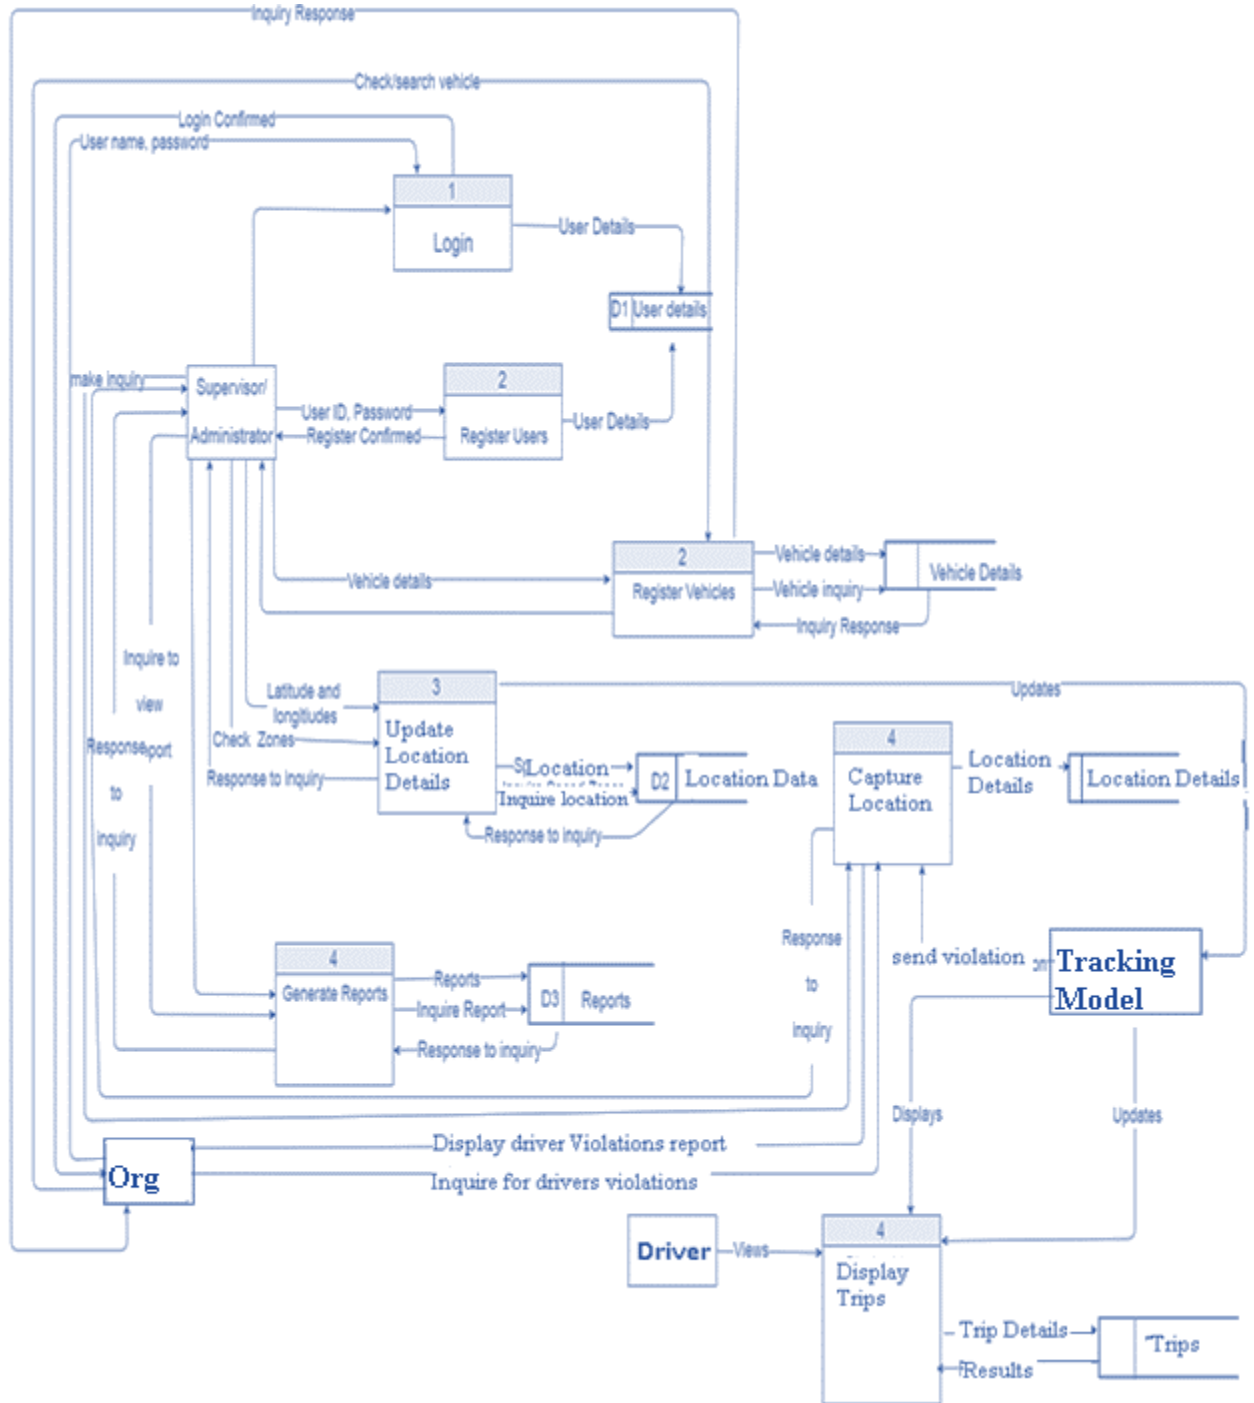 Inquiry Response
Check/search vehicle
Login Confirmed
User name, password
1
Login
User Details
D1 User details
make inquiry
Supervisor/
Administrator
User ID, Password
Register Confirmed
2
Register Users
User Details
2
Register Vehicles
Vehicle details
Vehicle details
Vehicle inquiry
Inquiry Response
Vehicle Details
Inquire to
view
port
Response
to
inquiry
Latitude and
longitiudes
Check Zones
Response to inquiry
3
Update
Location
Details
Location
Inquire location
Response to inquiry
D2 Location Data
Updates
4
Capture
Location
Location
Details
Location Details
Response
to
inquiry
send violation
Tracking
Model
4
Generate Reports
Reports
Inquire Report
Response to inquiry
D3 Reports
Displays
Updates
Org
Display driver Violations report
Inquire for drivers violations
Driver
Views
4
Display
Trips
Trip Details
Results
Trips